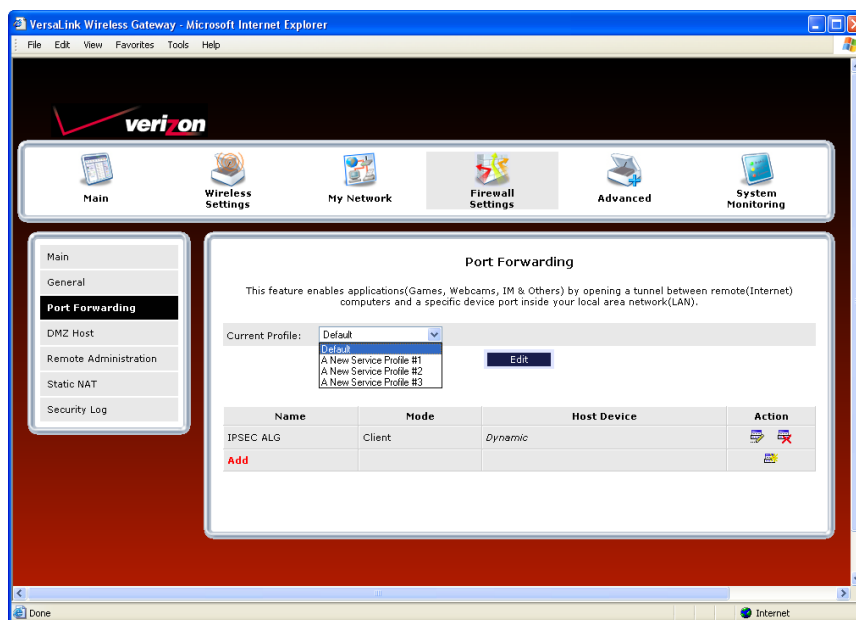 VersaLink Wireless Gateway - Microsoft Internet Explorer
File Edit View Favorites Tools Help
verizon
Main
Wireless Settings
My Network
Firewall Settings
Advanced
System Monitoring
Main
General
Port Forwarding
DMZ Host
Remote Administration
Static NAT
Security Log
Port Forwarding
This feature enables applications(Games, Webcams, IM & Others) by opening a tunnel between remote(Internet)
computers and a specific device port inside your local area network(LAN).
Current Profile: Default
Default
A New Service Profile #1
A New Service Profile #2
A New Service Profile #3
Edit
Name Mode Host Device Action
IPSEC ALG Client Dynamic
Add
Done Internet